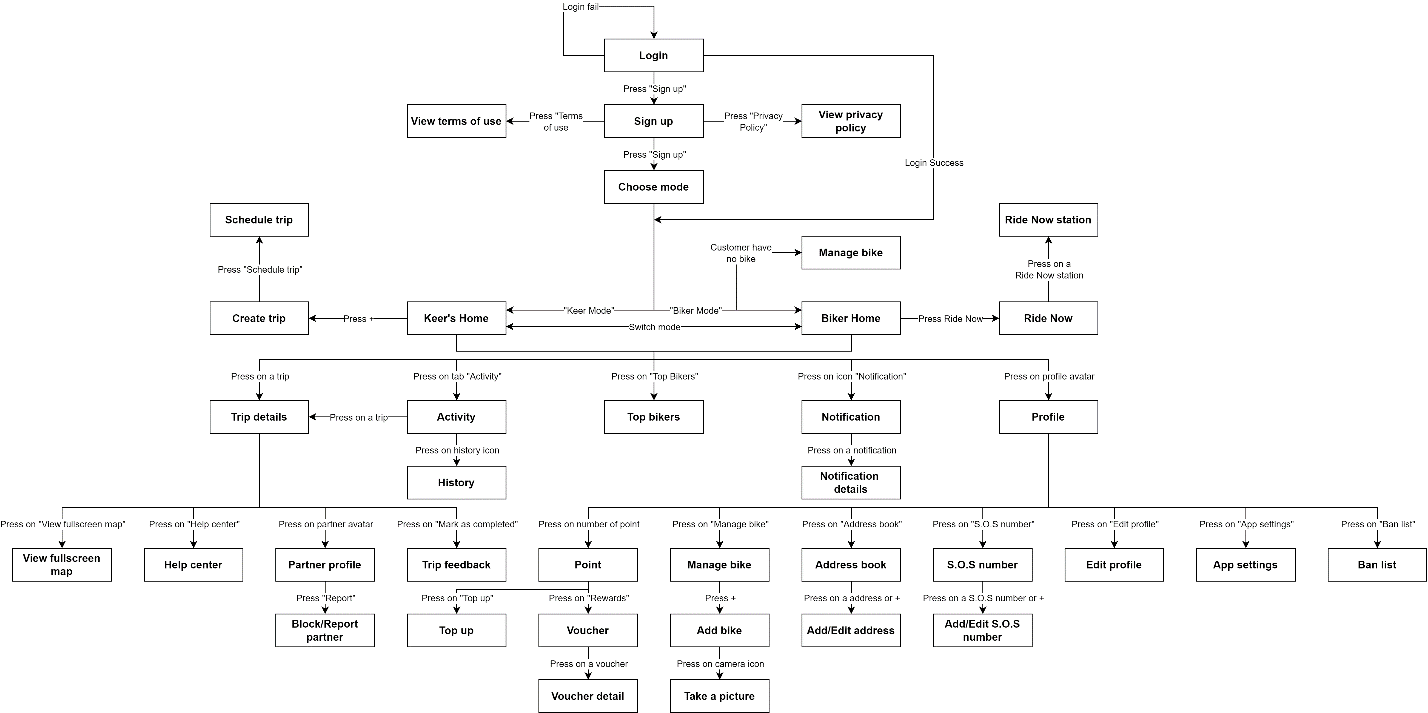 Login fail
Login
Press "Sign up"
View terms of use
Press "Terms
of use
Sign up
Press "Privacy
Policy"
View privacy
policy
Press "Sign up"
Login Success
Choose mode
Schedule trip
Ride Now station
Customer have
no bike
Manage bike
Press "Schedule trip"
Press on a
Ride Now station
Create trip
Press +
Keer's Home
"Keer Mode"
"Biker Mode"
Switch mode
Biker Home
Press Ride Now
Ride Now
Press on a trip
Press on tab "Activity"
Press on "Top Bikers"
Press on icon "Notification"
Press on profile avatar
Trip details
Press on a trip
Activity
Top bikers
Notification
Profile
Press on history icon
Press on a notification
History
Notification
details
Press on "View fullscreen map"
Press on "Help center"
Press on partner avatar
Press on "Mark as completed"
Press on number of point
Press on "Manage bike"
Press on "Address book"
Press on "S.O.S number"
Press on "Edit profile"
Press on "App settings"
Press on "Ban list"
View fullscreen
map
Help center
Partner profile
Trip feedback
Point
Manage bike
Address book
S.O.S number
Edit profile
App settings
Ban list
Press "Report"
Press on "Top up"
Press on "Rewards"
Press +
Press on a address or +
Press on a S.O.S number or +
Block/Report
partner
Top up
Voucher
Add bike
Add/Edit address
Add/Edit S.O.S
number
Press on a voucher
Press on camera icon
Voucher detail
Take a picture